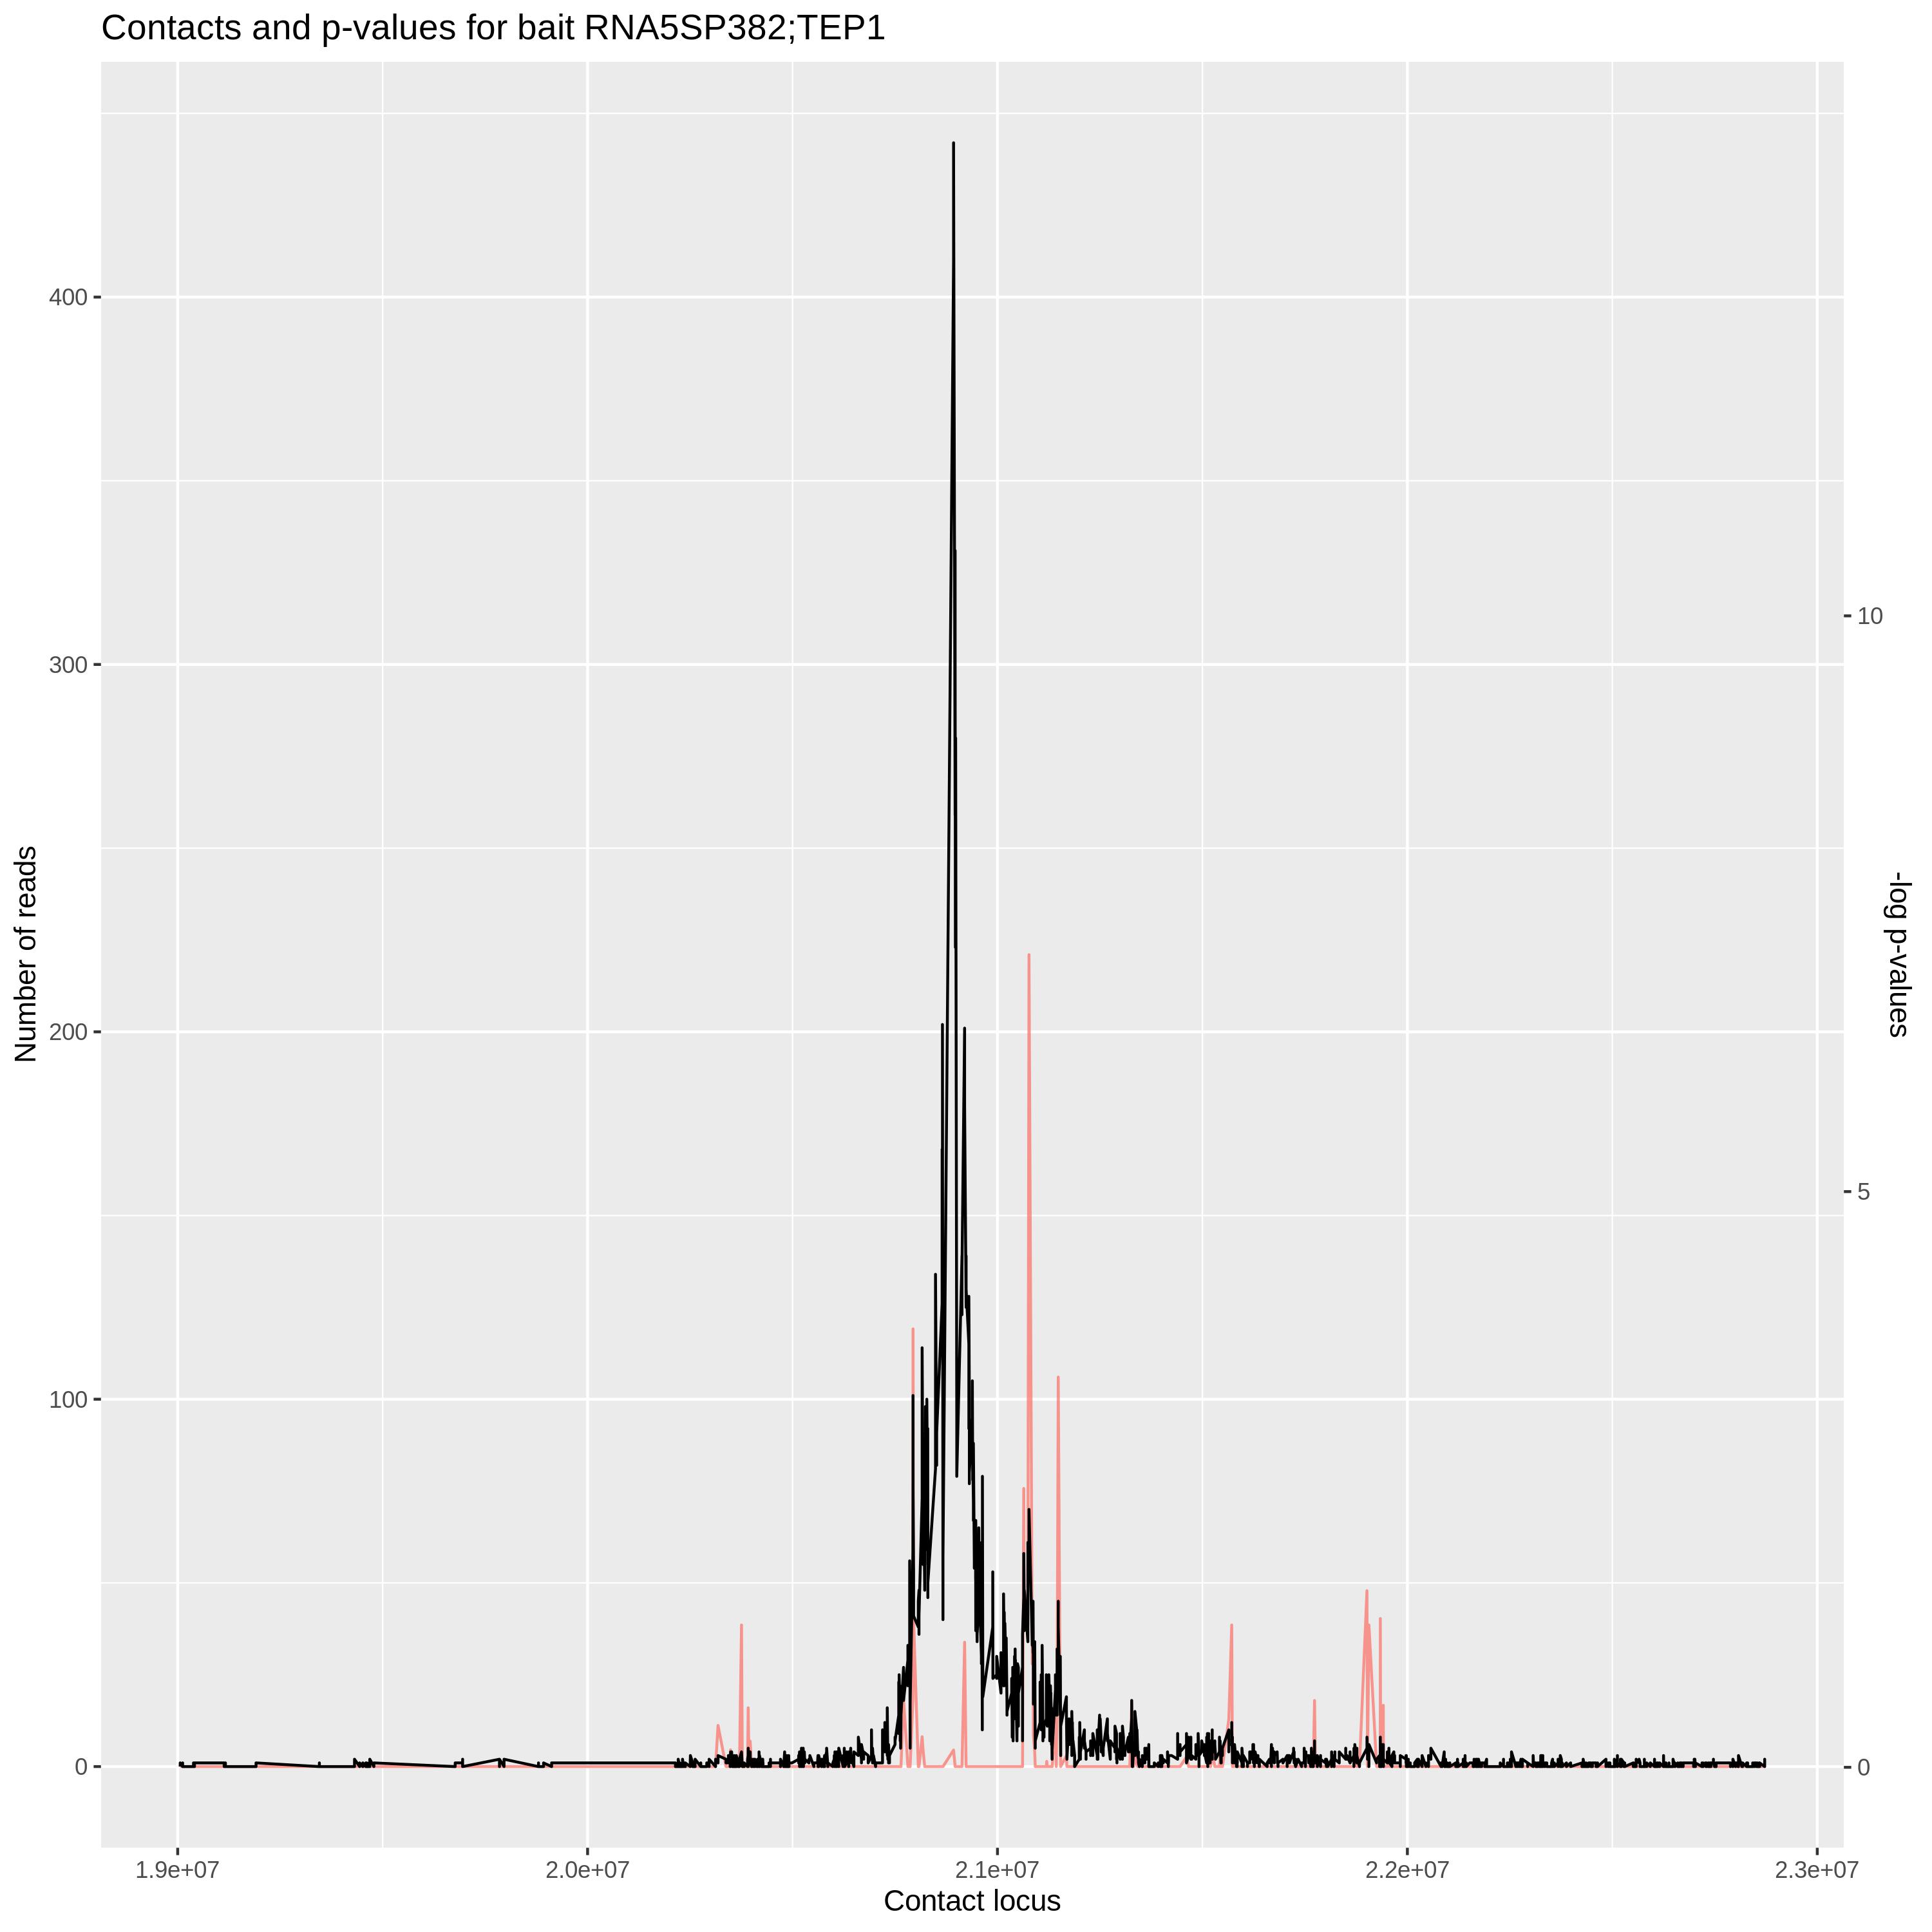 Contacts and p-values for bait RNA5SP382;TEP1
Number of reads
400
300
200
100
0
10
5
0
-log p-values
1.9e+07
2.0e+07
2.1e+07
2.2e+07
2.3e+07
Contact locus